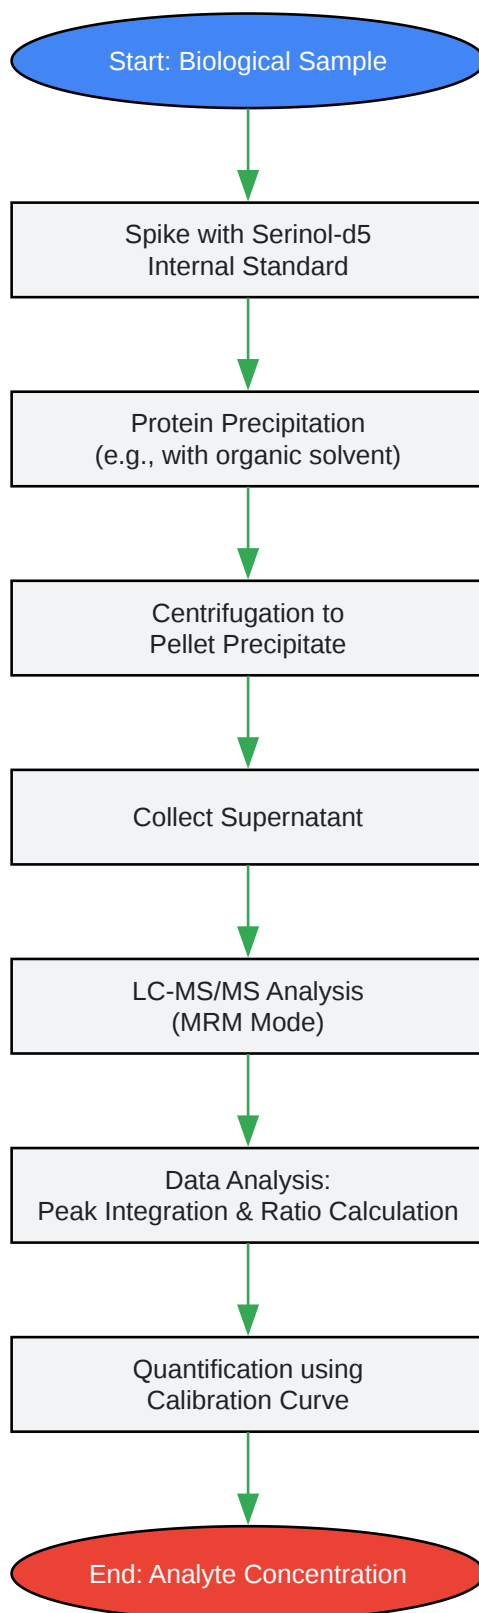 Start: Biological Sample
Spike with Serinol-d5
Internal Standard
Protein Precipitation
(e.g., with organic solvent)
Centrifugation to
Pellet Precipitate
Collect Supernatant
LC-MS/MS Analysis
(MRM Mode)
Data Analysis:
Peak Integration & Ratio Calculation
Quantification using
Calibration Curve
End: Analyte Concentration